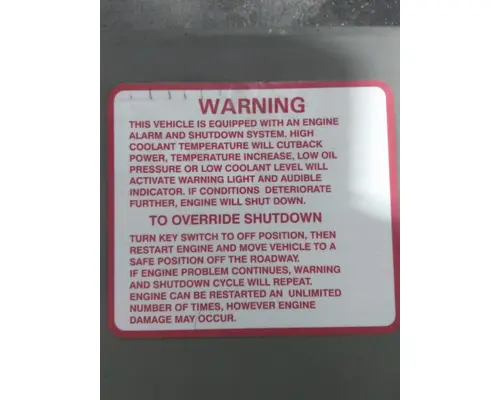 WARNING
THIS VEHICLE IS EQUIPPED WITH AN ENGINE
ALARM AND SHUTDOWN SYSTEM. HIGH
COOLANT TEMPERATURE WILL CUTBACK
POWER, TEMPERATURE INCREASE, LOW OIL
PRESSURE OR LOW COOLANT LEVEL WILL
ACTIVATE WARNING LIGHT AND AUDIBLE
INDICATOR. IF CONDITIONS DETERIORATE
FURTHER, ENGINE WILL SHUT DOWN.
TO OVERRIDE SHUTDOWN
TURN KEY SWITCH TO OFF POSITION, THEN
RESTART ENGINE AND MOVE VEHICLE TO A
SAFE POSITION OFF THE ROADWAY.
IF ENGINE PROBLEM CONTINUES, WARNING
AND SHUTDOWN CYCLE WILL REPEAT.
ENGINE CAN BE RESTARTED AN UNLIMITED
NUMBER OF TIMES, HOWEVER ENGINE
DAMAGE MAY OCCUR.